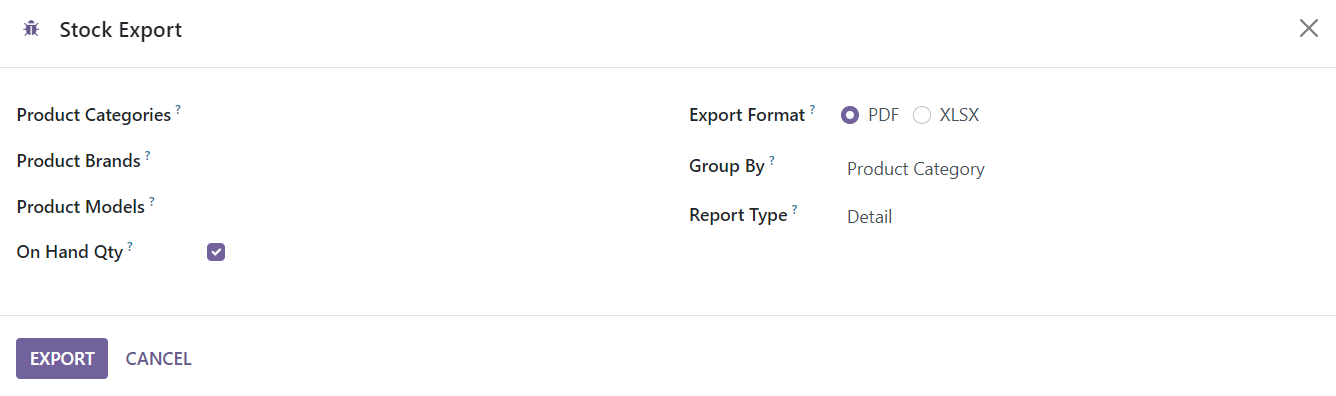 Stock Export
Product Categories ?
Product Brands ?
Product Models ?
On Hand Qty ?
Export Format ? PDF XLSX
Group By ? Product Category
Report Type ? Detail
EXPORT CANCEL